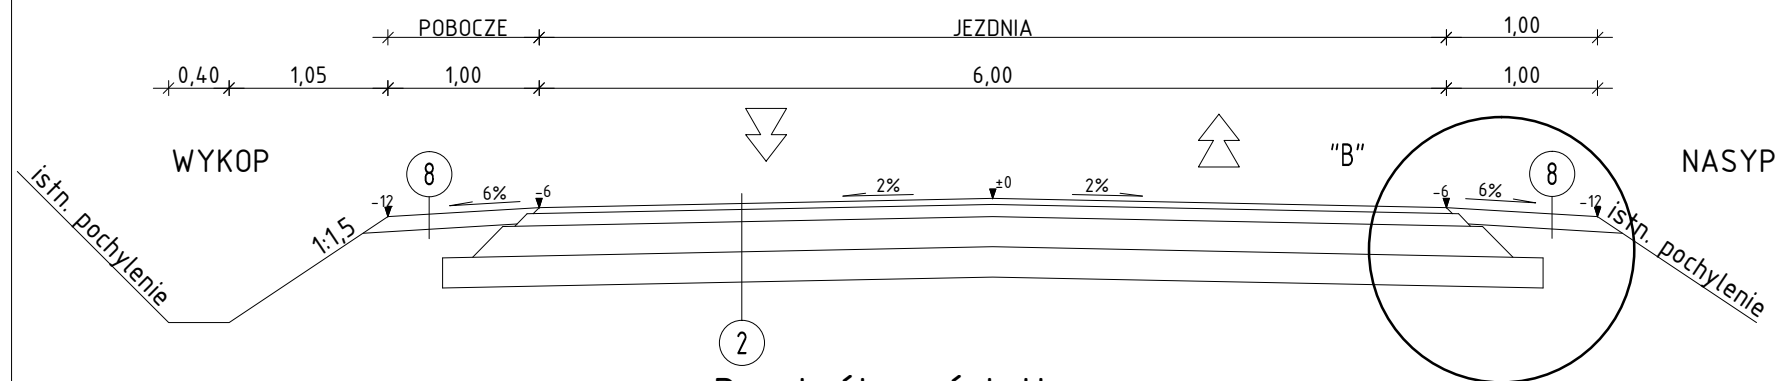 POBOCZE JEZDNIA 1,00
0,40 1,05 1,00 6,00 1,00
WYKOP "B" NASYP
8 8
istn. pochylenie -12 6% -6 2% ±0 2% -6 6% -12 istn. pochylenie
1:1,5
2